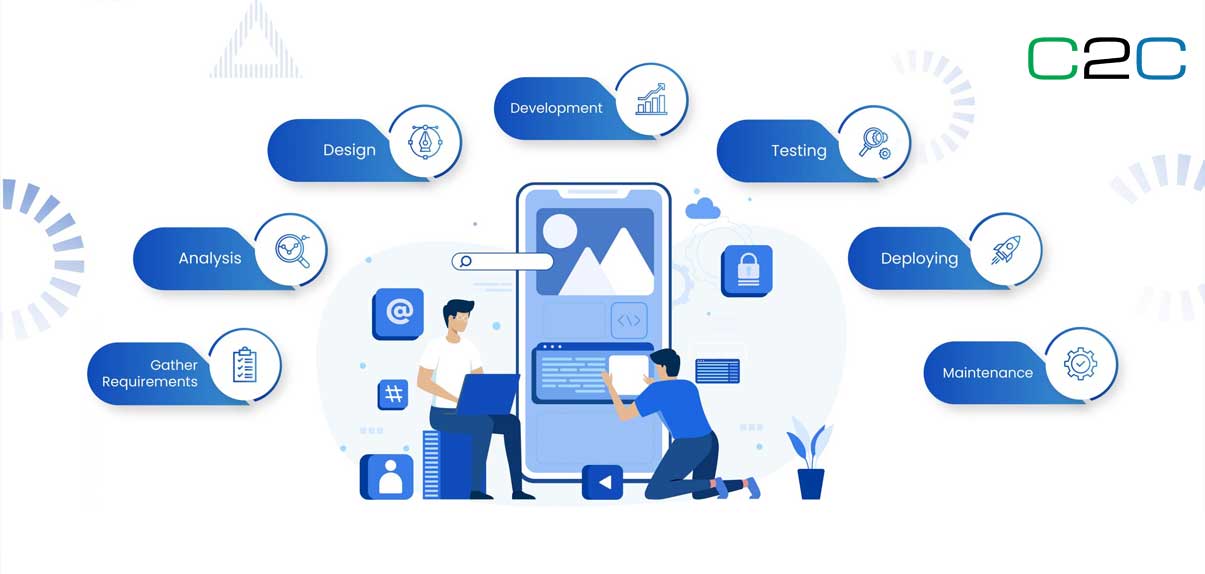 C2C
Development
Design
Testing
Analysis
Deploying
Gather
Requirements
Maintenance
@
</>
#